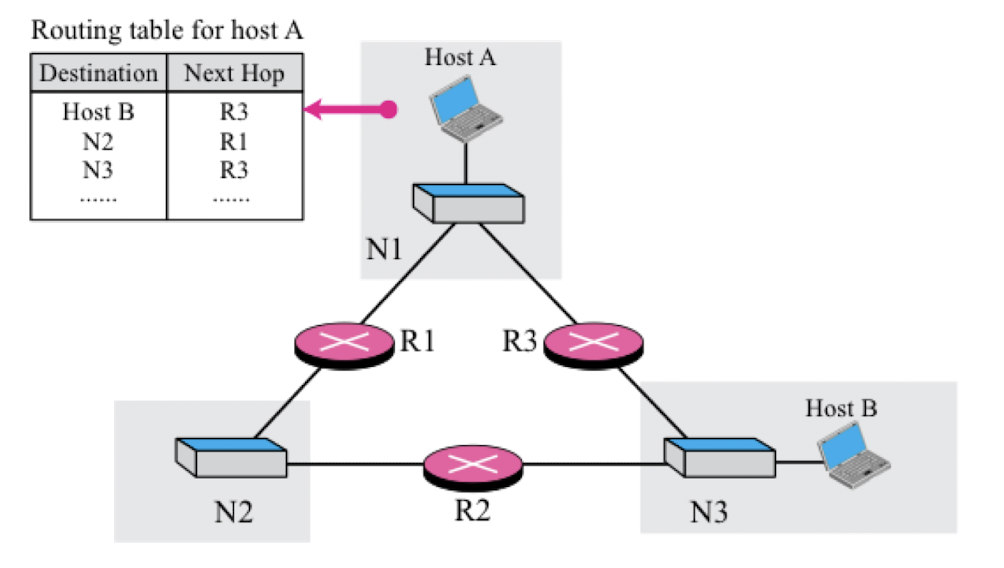 Routing table for host A
Destination Next Hop
Host B R3
N2 R1
N3 R3
...... ......
Host A
N1
R1
R3
Host B
N2
R2
N3